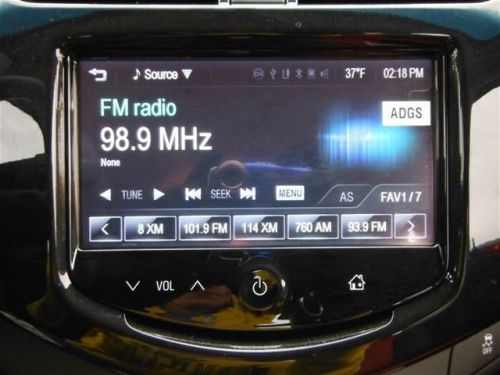 ♪ Source ▼ 37°F 02:18 PM
FM radio
98.9 MHz
None
ADGS
◀ TUNE ▶ SEEK MENU AS FAV1/7
< 8 XM 101.9 FM 114 XM 760 AM 93.9 FM >
VOL
OFF